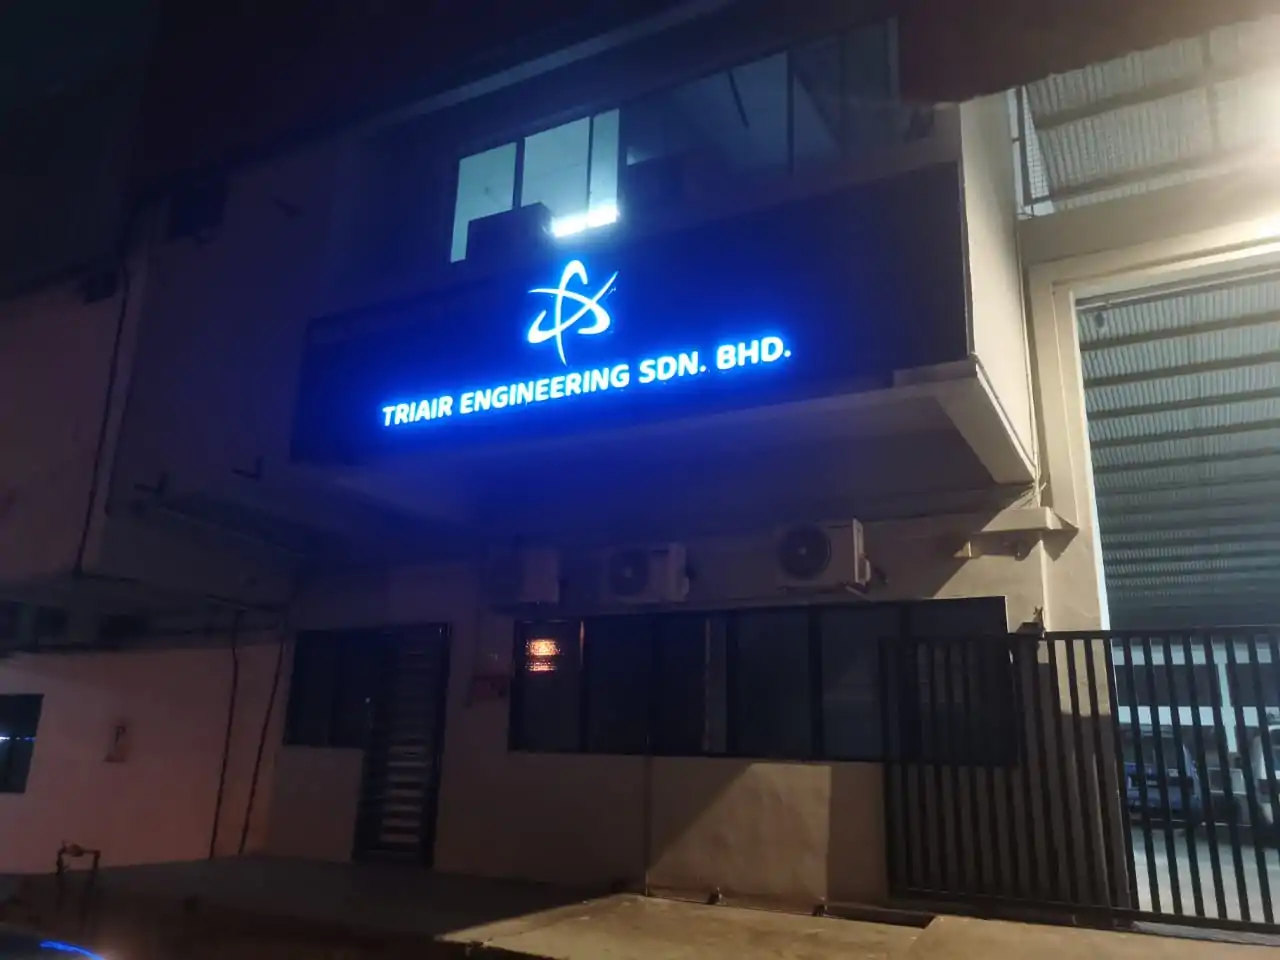 TRIAIR ENGINEERING SDN. BHD.